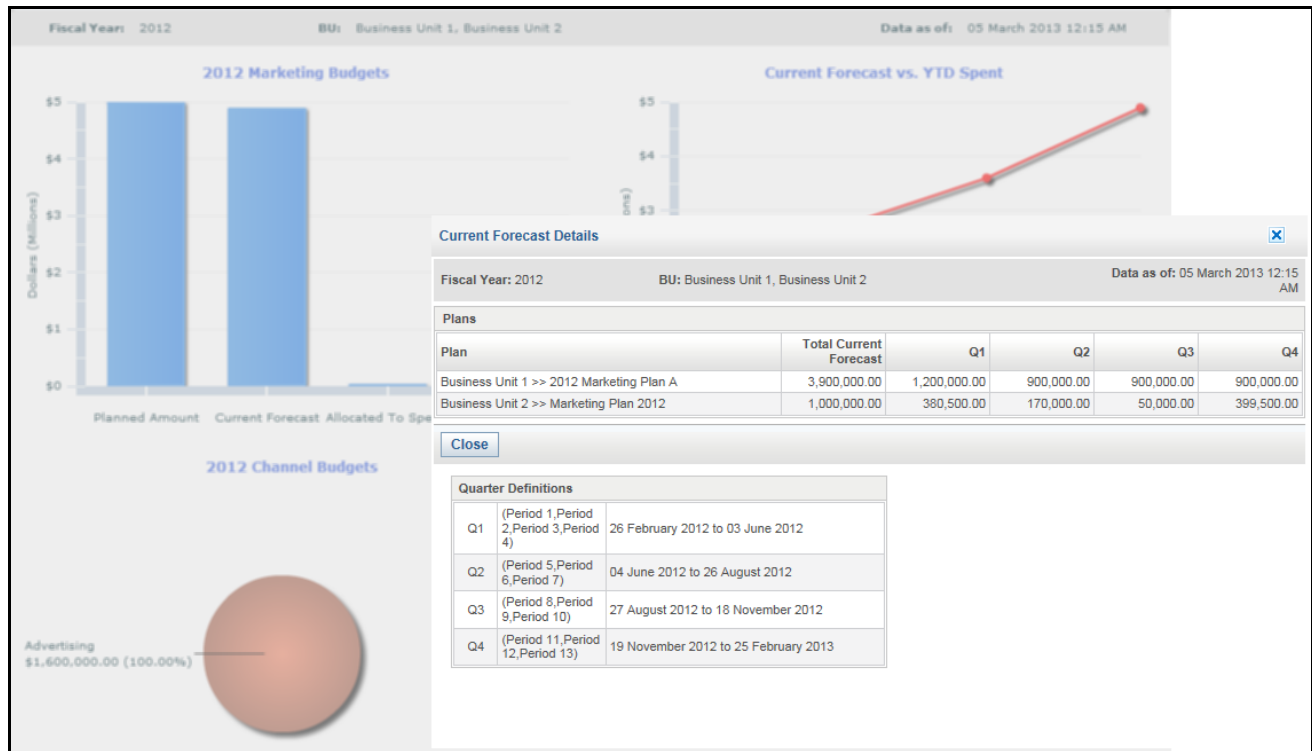 Fiscal Year: 2012 BU: Business Unit 1, Business Unit 2 Data as of: 05 March 2013 12:15 AM
2012 Marketing Budgets
$5
$4
$3
$2
$1
$0
Dollars (Millions)
Planned Amount Current Forecast Allocated To Spe
Current Forecast vs. YTD Spent
$5
$4
$3
ons)
Current Forecast Details
Fiscal Year: 2012 BU: Business Unit 1, Business Unit 2 Data as of: 05 March 2013 12:15
AM
Plans
Plan Total Current Q1 Q2 Q3 Q4
Forecast
Business Unit 1 >> 2012 Marketing Plan A 3,900,000.00 1,200,000.00 900,000.00 900,000.00 900,000.00
Business Unit 2 >> Marketing Plan 2012 1,000,000.00 380,500.00 170,000.00 50,000.00 399,500.00
Close
Quarter Definitions
Q1 (Period 1,Period
2,Period 3,Period 26 February 2012 to 03 June 2012
4)
Q2 (Period 5,Period 04 June 2012 to 26 August 2012
6,Period 7)
Q3 (Period 8,Period 27 August 2012 to 18 November 2012
9,Period 10)
Q4 (Period 11,Period 19 November 2012 to 25 February 2013
12,Period 13)
2012 Channel Budgets
Advertising
$1,600,000.00 (100.00%)